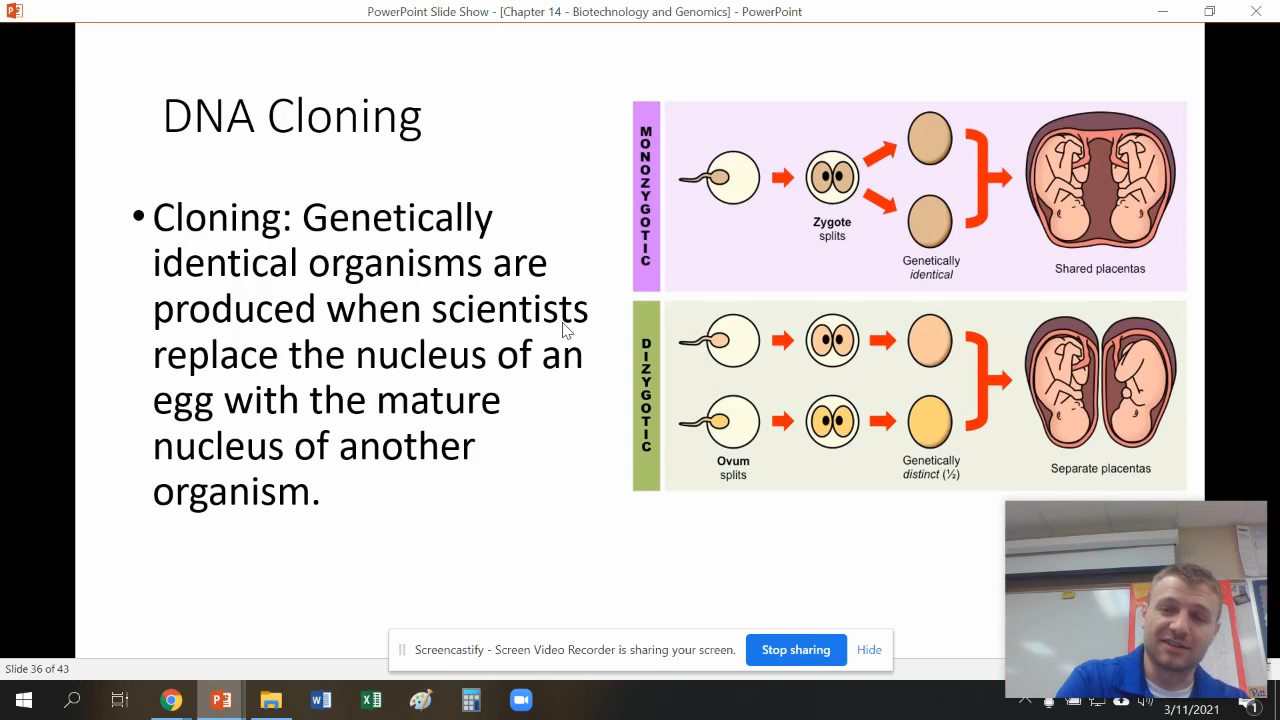 PowerPoint Slide Show - [Chapter 14 - Biotechnology and Genomics] - PowerPoint
DNA Cloning
• Cloning: Genetically
identical organisms are
produced when scientists
replace the nucleus of an
egg with the mature
nucleus of another
organism.
MONOZYGOTIC
Zygote
splits
Genetically
identical
Shared placentas
DIZYGOTIC
Ovum
splits
Genetically
distinct (½)
Separate placentas
Screencastify - Screen Video Recorder is sharing your screen.
Stop sharing
Hide
Slide 36 of 43
3/11/2021
1